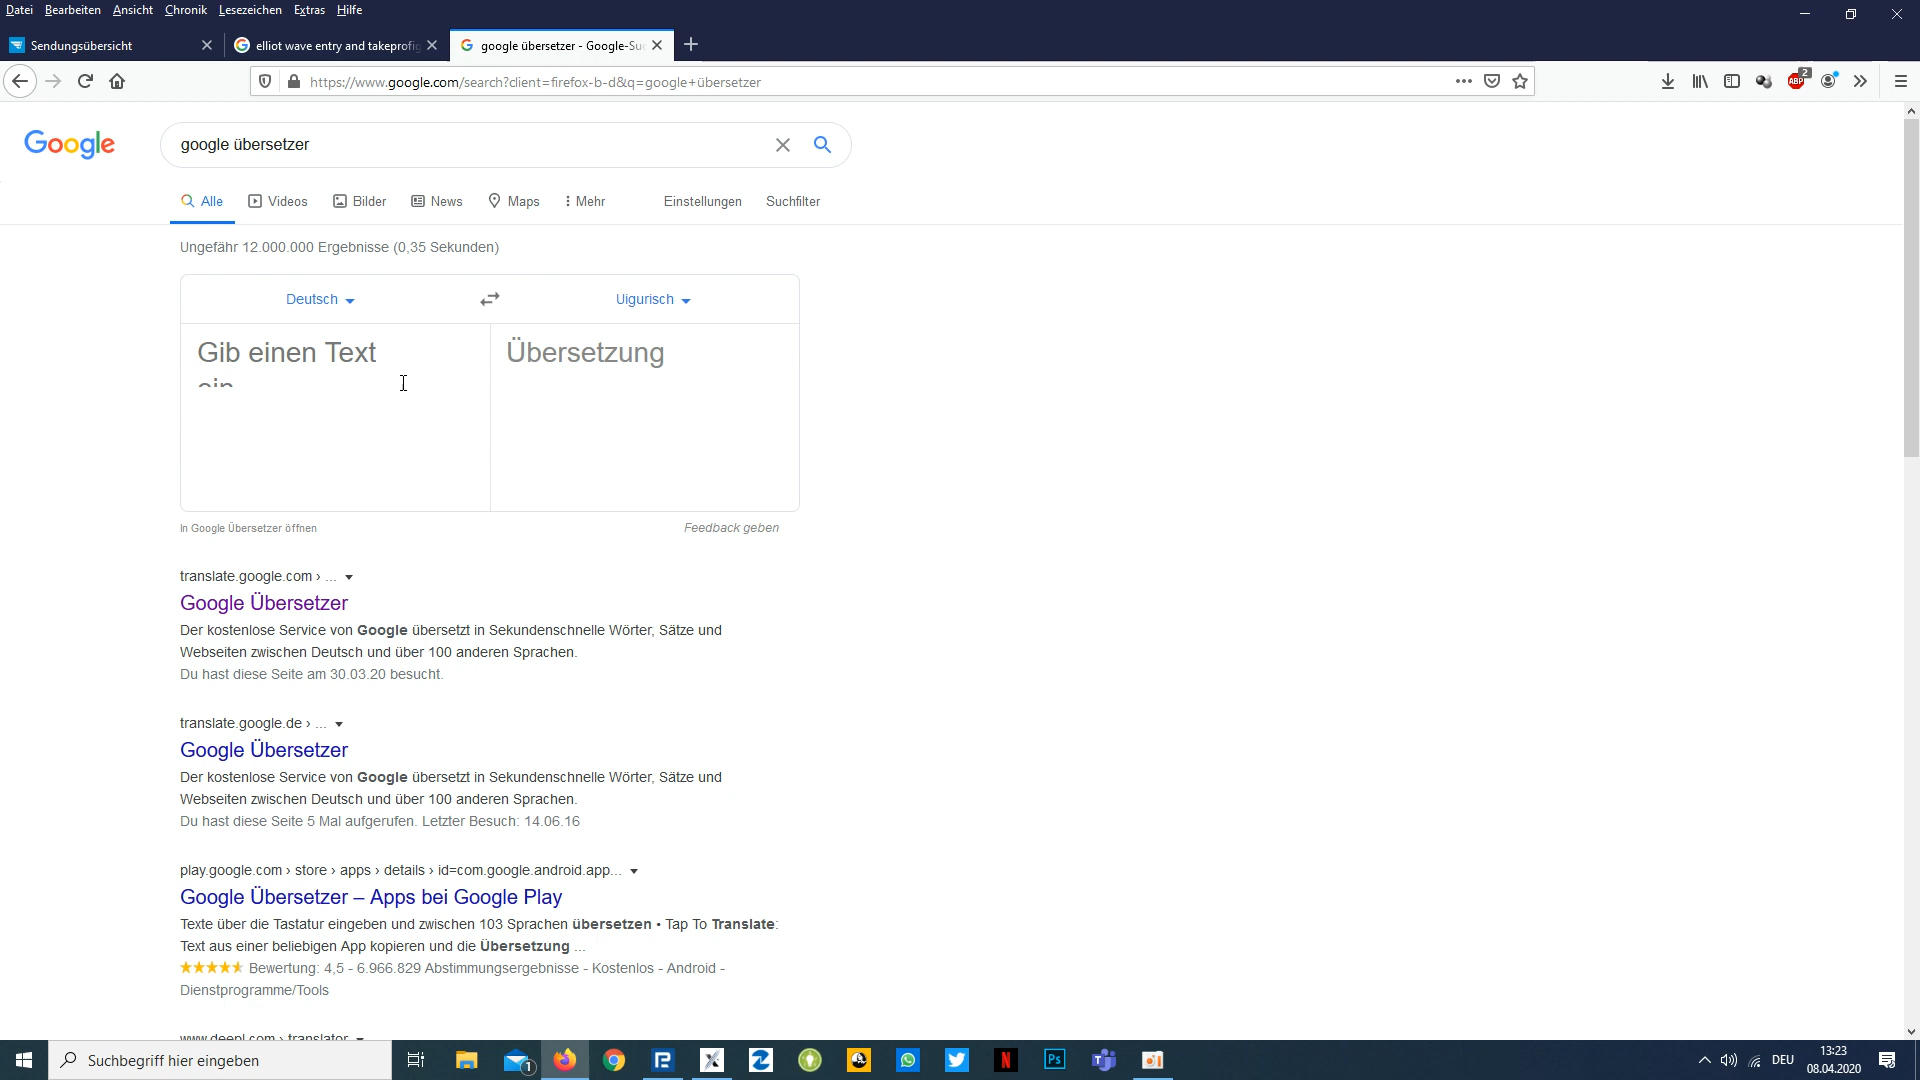 Datei Bearbeiten Ansicht Chronik Lesezeichen Extras Hilfe
Sendungsübersicht
elliot wave entry and takeprofi
google übersetzer - Google-Su
https://www.google.com/search?client=firefox-b-d&q=google+übersetzer
ABP 2
Google
google übersetzer
Alle Videos Bilder News Maps Mehr Einstellungen Suchfilter
Ungefähr 12.000.000 Ergebnisse (0,35 Sekunden)
Deutsch Uigurisch
Gib einen Text Übersetzung
ein
In Google Übersetzer öffnen Feedback geben
translate.google.com › ...
Google Übersetzer
Der kostenlose Service von Google übersetzt in Sekundenschnelle Wörter, Sätze und
Webseiten zwischen Deutsch und über 100 anderen Sprachen.
Du hast diese Seite am 30.03.20 besucht.
translate.google.de › ...
Google Übersetzer
Der kostenlose Service von Google übersetzt in Sekundenschnelle Wörter, Sätze und
Webseiten zwischen Deutsch und über 100 anderen Sprachen.
Du hast diese Seite 5 Mal aufgerufen. Letzter Besuch: 14.06.16
play.google.com › store › apps › details › id=com.google.android.app...
Google Übersetzer – Apps bei Google Play
Texte über die Tastatur eingeben und zwischen 103 Sprachen übersetzen • Tap To Translate:
Text aus einer beliebigen App kopieren und die Übersetzung ...
Bewertung: 4,5 - 6.966.829 Abstimmungsergebnisse - Kostenlos - Android -
Dienstprogramme/Tools
www.deepl.com › translator
Suchbegriff hier eingeben
1
N
Ps
DEU
13:23
08.04.2020